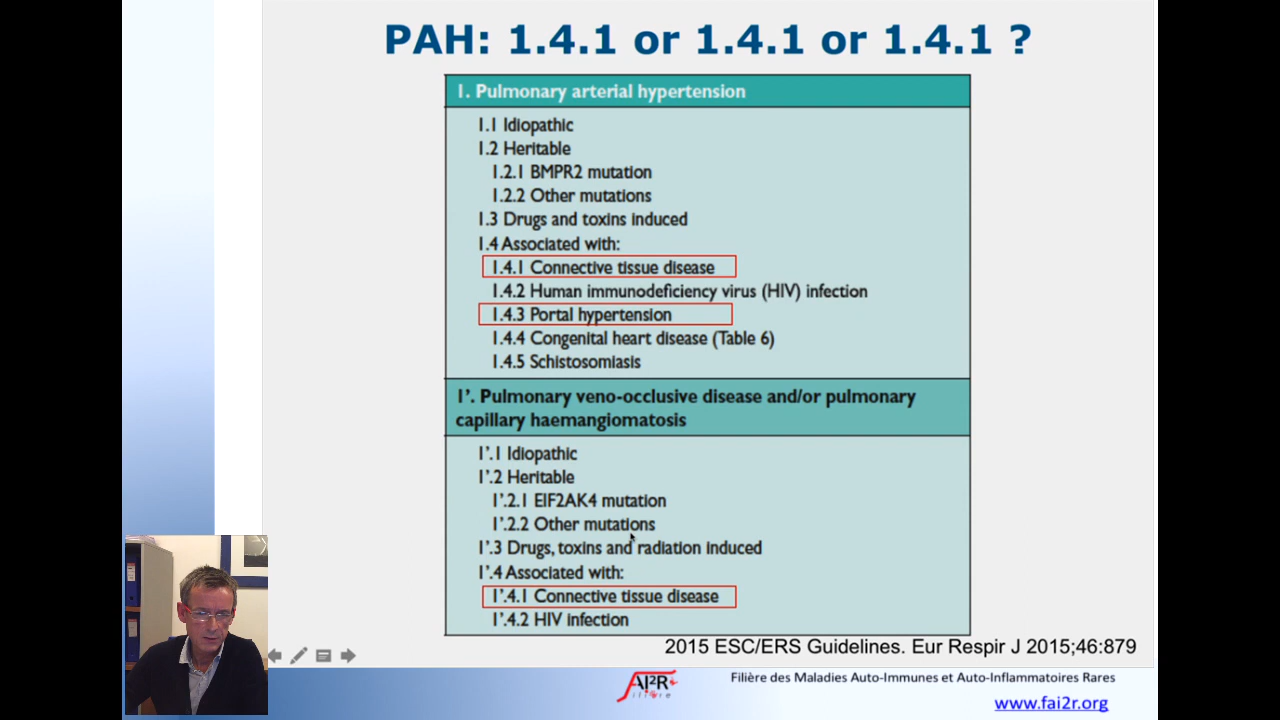 PAH: 1.4.1 or 1.4.1 or 1.4.1 ?
1. Pulmonary arterial hypertension
1.1 Idiopathic
1.2 Heritable
1.2.1 BMPR2 mutation
1.2.2 Other mutations
1.3 Drugs and toxins induced
1.4 Associated with:
1.4.1 Connective tissue disease
1.4.2 Human immunodeficiency virus (HIV) infection
1.4.3 Portal hypertension
1.4.4 Congenital heart disease (Table 6)
1.4.5 Schistosomiasis
1’. Pulmonary veno-occlusive disease and/or pulmonary
capillary haemangiomatosis
1’.1 Idiopathic
1’.2 Heritable
1’.2.1 EIF2AK4 mutation
1’.2.2 Other mutations
1’.3 Drugs, toxins and radiation induced
1’.4 Associated with:
1’.4.1 Connective tissue disease
1’.4.2 HIV infection
2015 ESC/ERS Guidelines. Eur Respir J 2015;46:879
FAI²R
filière
Filière des Maladies Auto-Immunes et Auto-Inflammatoires Rares
www.fai2r.org